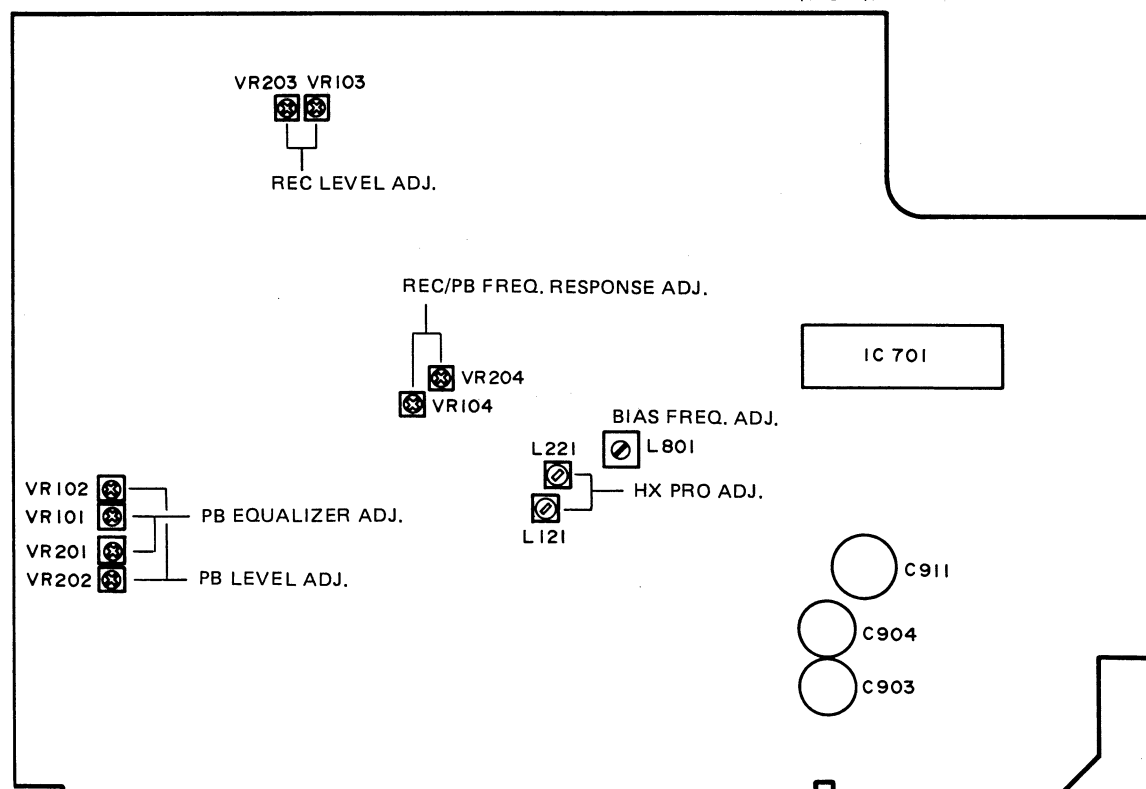 VR203 VR103
REC LEVEL ADJ.
REC/PB FREQ. RESPONSE ADJ.
IC 701
VR204
VR104
BIAS FREQ. ADJ.
L801
L221
HX PRO ADJ.
L121
VR102
VR101
PB EQUALIZER ADJ.
VR201
VR202
PB LEVEL ADJ.
C911
C904
C903